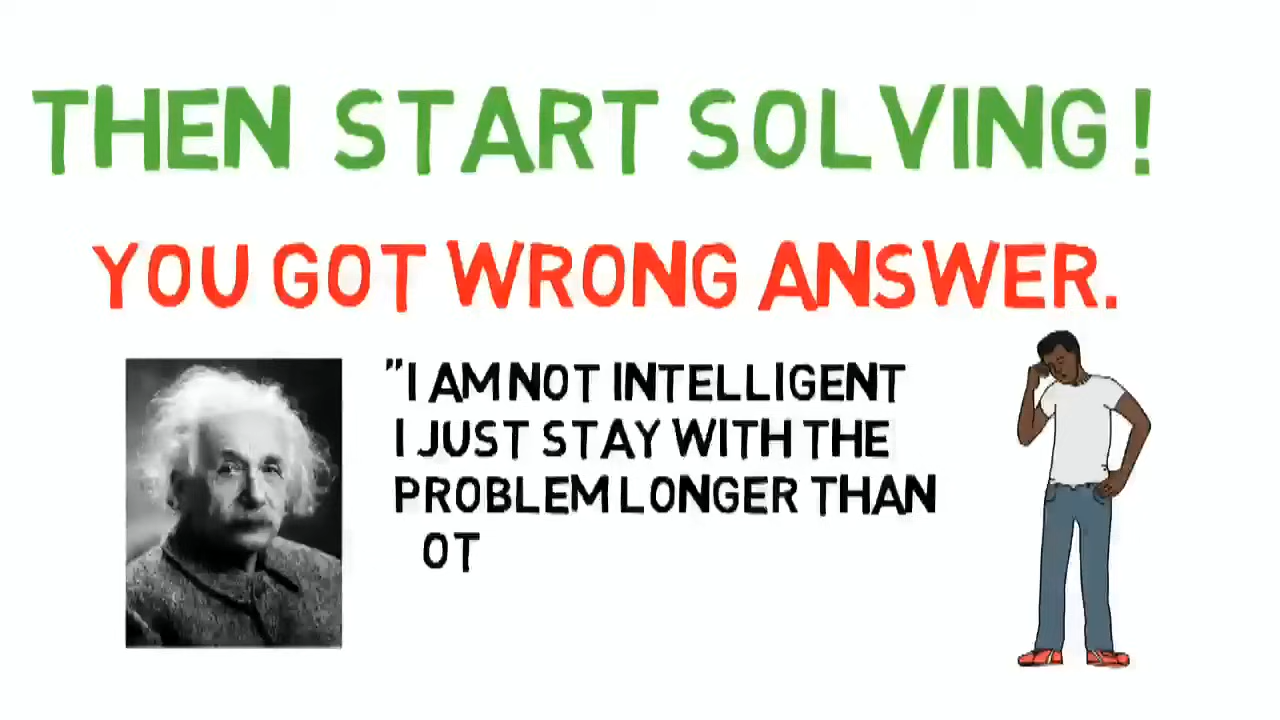 THEN START SOLVING!
YOU GOT WRONG ANSWER.
"I AM NOT INTELLIGENT
I JUST STAY WITH THE
PROBLEM LONGER THAN
OT